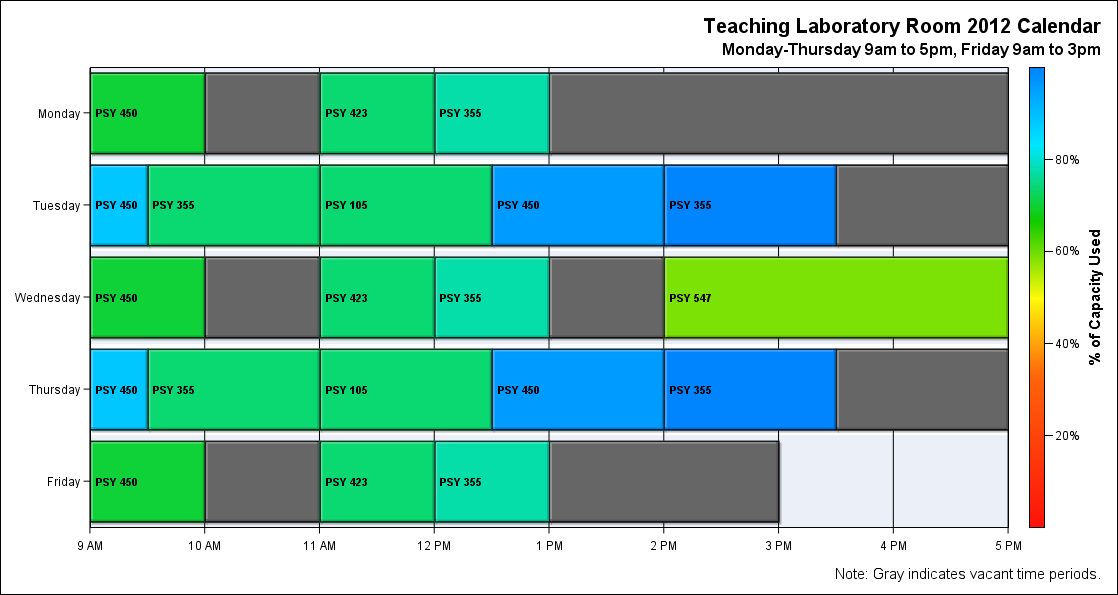 Teaching Laboratory Room 2012 Calendar
Monday-Thursday 9am to 5pm, Friday 9am to 3pm
Monday PSY 450 PSY 423 PSY 355
Tuesday PSY 450 PSY 355 PSY 105 PSY 450 PSY 355
Wednesday PSY 450 PSY 423 PSY 355 PSY 547
Thursday PSY 450 PSY 355 PSY 105 PSY 450 PSY 355
Friday PSY 450 PSY 423 PSY 355
9 AM 10 AM 11 AM 12 PM 1 PM 2 PM 3 PM 4 PM 5 PM
80%
60%
40%
20%
% of Capacity Used
Note: Gray indicates vacant time periods.